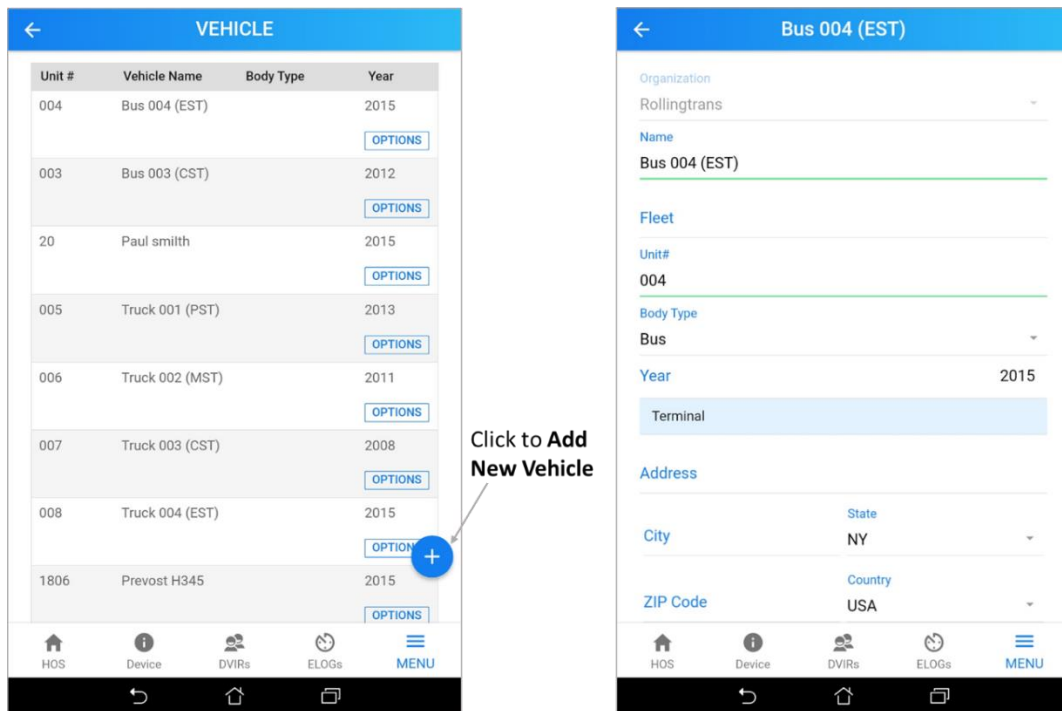 VEHICLE
Unit # Vehicle Name Body Type Year
004 Bus 004 (EST) 2015
OPTIONS
003 Bus 003 (CST) 2012
OPTIONS
20 Paul smilth 2015
OPTIONS
005 Truck 001 (PST) 2013
OPTIONS
006 Truck 002 (MST) 2011
OPTIONS
007 Truck 003 (CST) 2008
OPTIONS
008 Truck 004 (EST) 2015
OPTION
+
1806 Prevost H345 2015
OPTIONS
HOS Device DVIRs ELOGs MENU
Click to Add
New Vehicle
Bus 004 (EST)
Organization
Rollingtrans
Name
Bus 004 (EST)
Fleet
Unit#
004
Body Type
Bus
Year 2015
Terminal
Address
State
City NY
Country
ZIP Code USA
HOS Device DVIRs ELOGs MENU